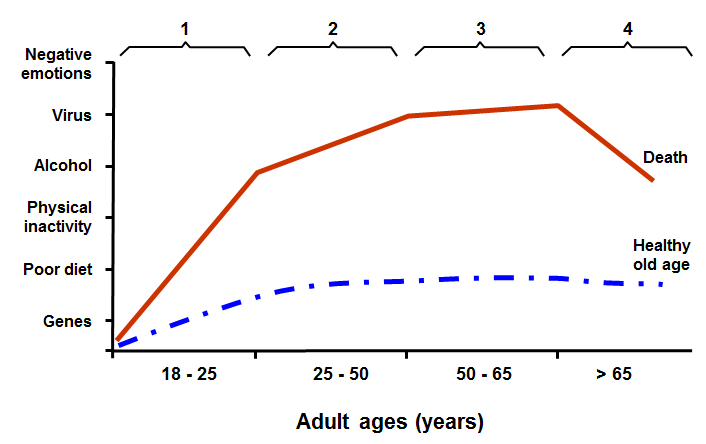 1 2 3 4
Negative
emotions
Virus
Alcohol
Physical
inactivity
Poor diet
Genes
Death
Healthy
old age
18 - 25 25 - 50 50 - 65 > 65
Adult ages (years)